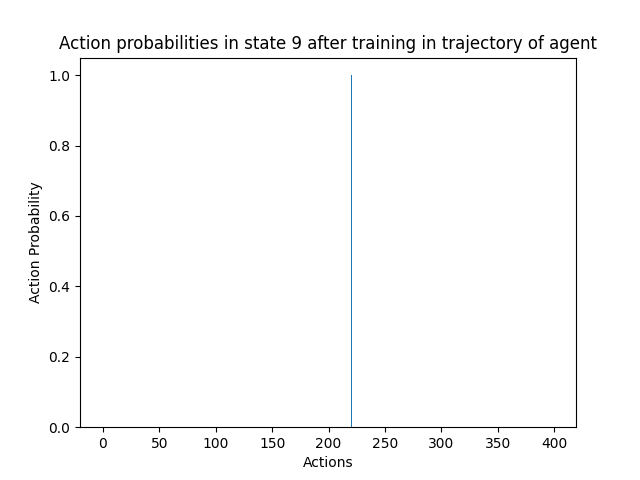 Action probabilities in state 9 after training in trajectory of agent
1.0
0.8
0.6
0.4
0.2
0.0
Action Probability
0 50 100 150 200 250 300 350 400
Actions